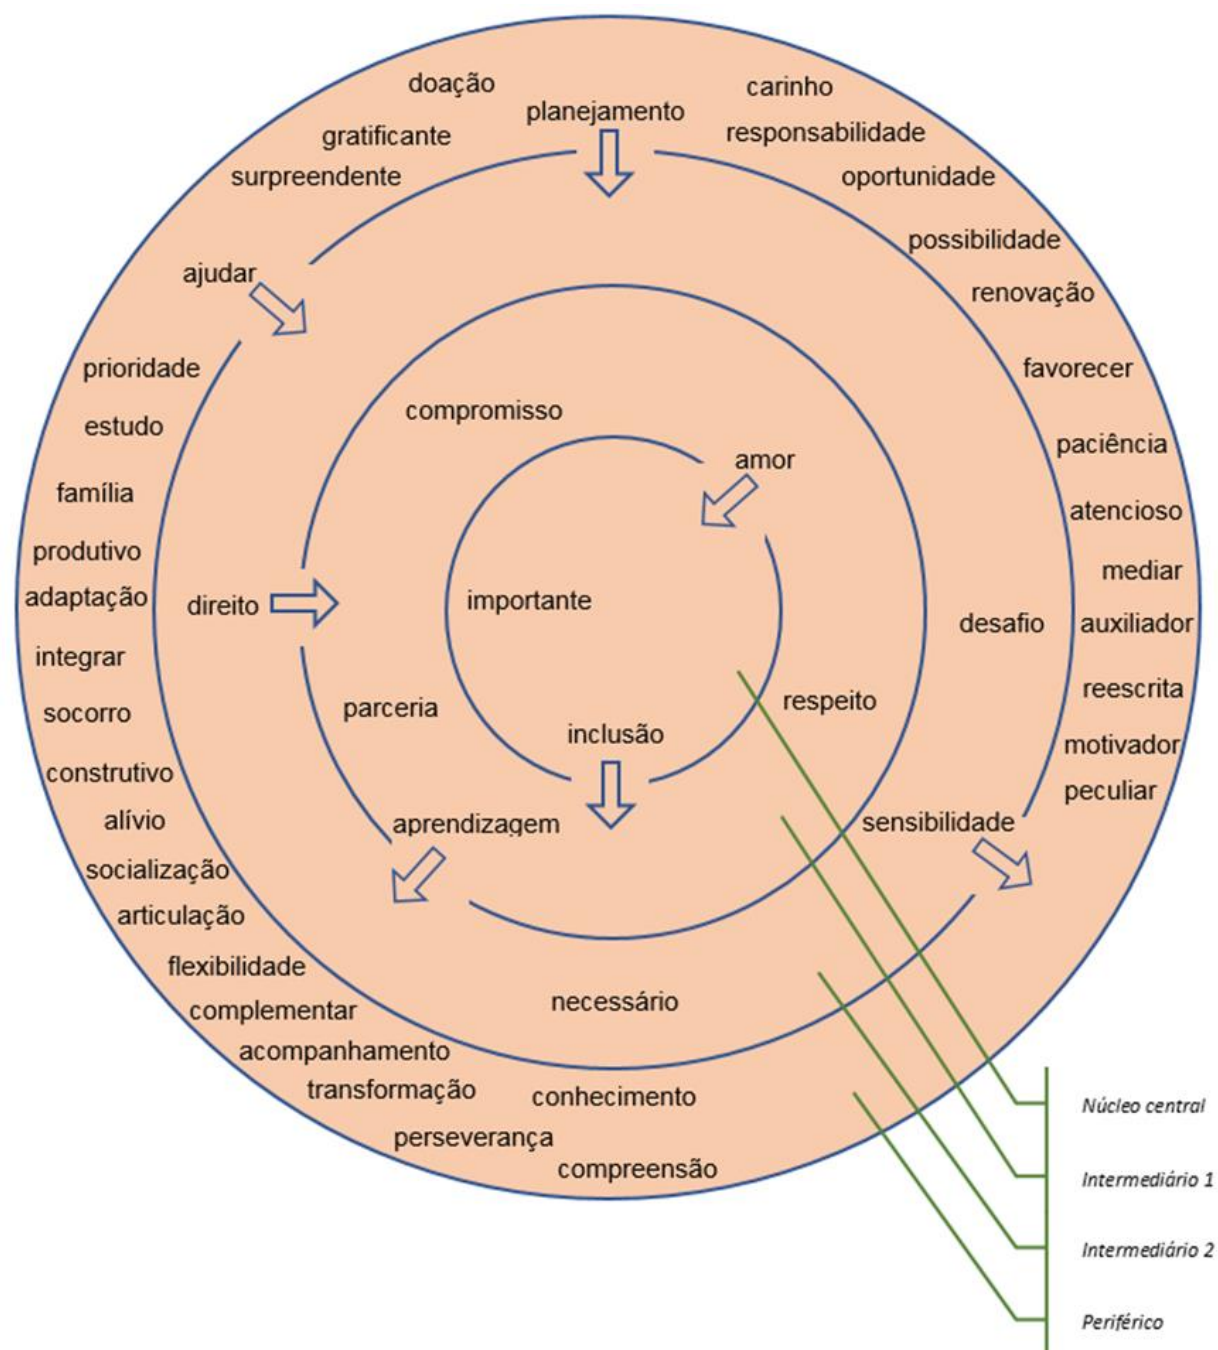 doação
carinho
planejamento
gratificante
responsabilidade
surpreendente
oportunidade
possibilidade
ajudar
renovação
prioridade
favorecer
compromisso
estudo
paciência
amor
família
atencioso
produtivo
mediar
adaptação
direito
importante
desafio
auxiliador
integrar
reescrita
socorro
parceria
respeito
inclusão
motivador
construtivo
peculiar
alívio
aprendizagem
sensibilidade
socialização
articulação
flexibilidade
necessário
complementar
acompanhamento
transformação
conhecimento
perseverança
compreensão
Núcleo central
Intermediário 1
Intermediário 2
Periférico